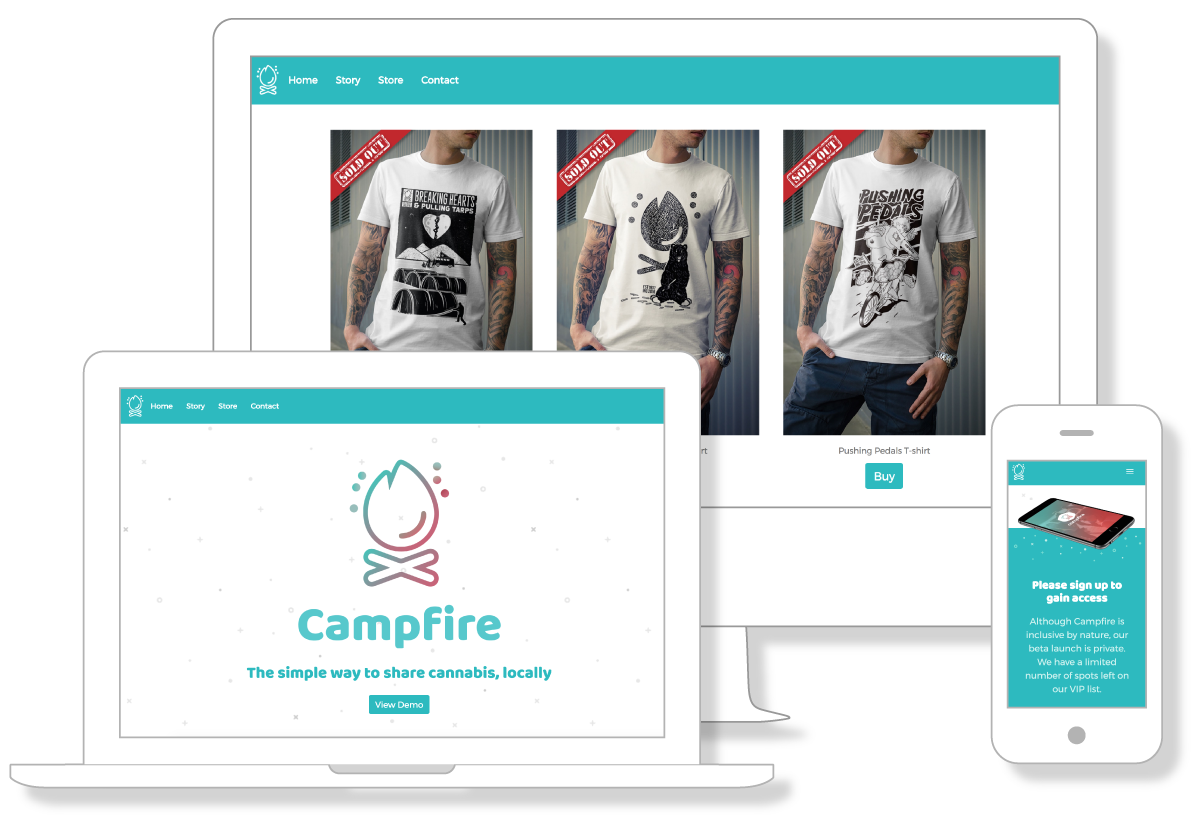 Home Story Store Contact
SOLD OUT
SOLD OUT
SOLD OUT
BREAKING HEARTS
& PULLING TARPS
PUSHING
PEDALS
rt
Pushing Pedals T-shirt
Buy
Home Story Store Contact
Campfire
The simple way to share cannabis, locally
View Demo
Please sign up to
gain access
Although Campfire is
inclusive by nature, our
beta launch is private.
We have a limited
number of spots left on
our VIP list.